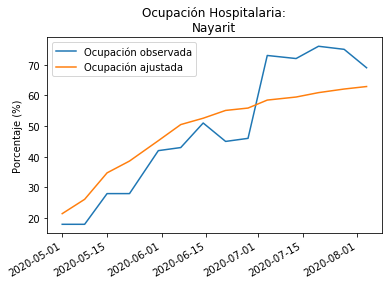 Ocupación Hospitalaria:
Nayarit
Ocupación observada
Ocupación ajustada
Porcentaje (%)
70
60
50
40
30
20
2020-05-01
2020-05-15
2020-06-01
2020-06-15
2020-07-01
2020-07-15
2020-08-01